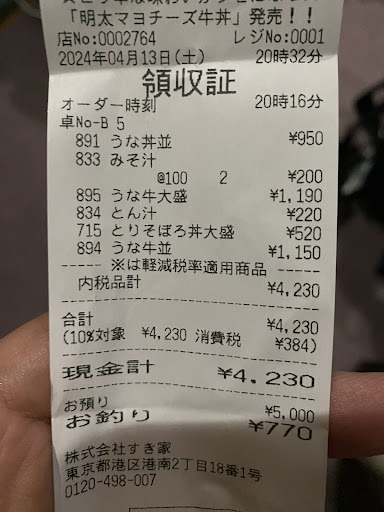 「明太マヨチーズ牛丼」発売！！
店No:0002764 レジNo:0001
2024年04月13日(土) 20時32分
領収証
オーダー時刻 20時16分
卓No-B 5
891 うな丼並 ¥950
833 みそ汁
@100 2 ¥200
895 うな牛大盛 ¥1,190
834 とん汁 ¥220
715 とりそぼろ丼大盛 ¥520
894 うな牛並 ¥1,150
------ ※は軽減税率適用商品 ------
内税品計 ¥4,230
合計 ¥4,230
(10%対象 ¥4,230 消費税 ¥384)
現金計 ¥4,230
お預り ¥5,000
お釣り ¥770
株式会社すき家
東京都港区港南2丁目18番1号
0120-498-007